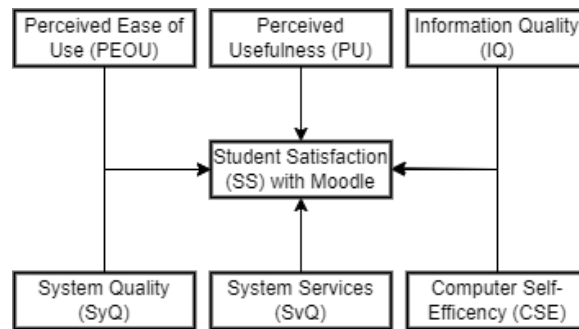 Perceived Ease of
Use (PEOU)
Perceived
Usefulness (PU)
Information Quality
(IQ)
Student Satisfaction
(SS) with Moodle
System Quality
(SyQ)
System Services
(SvQ)
Computer Self-
Efficency (CSE)